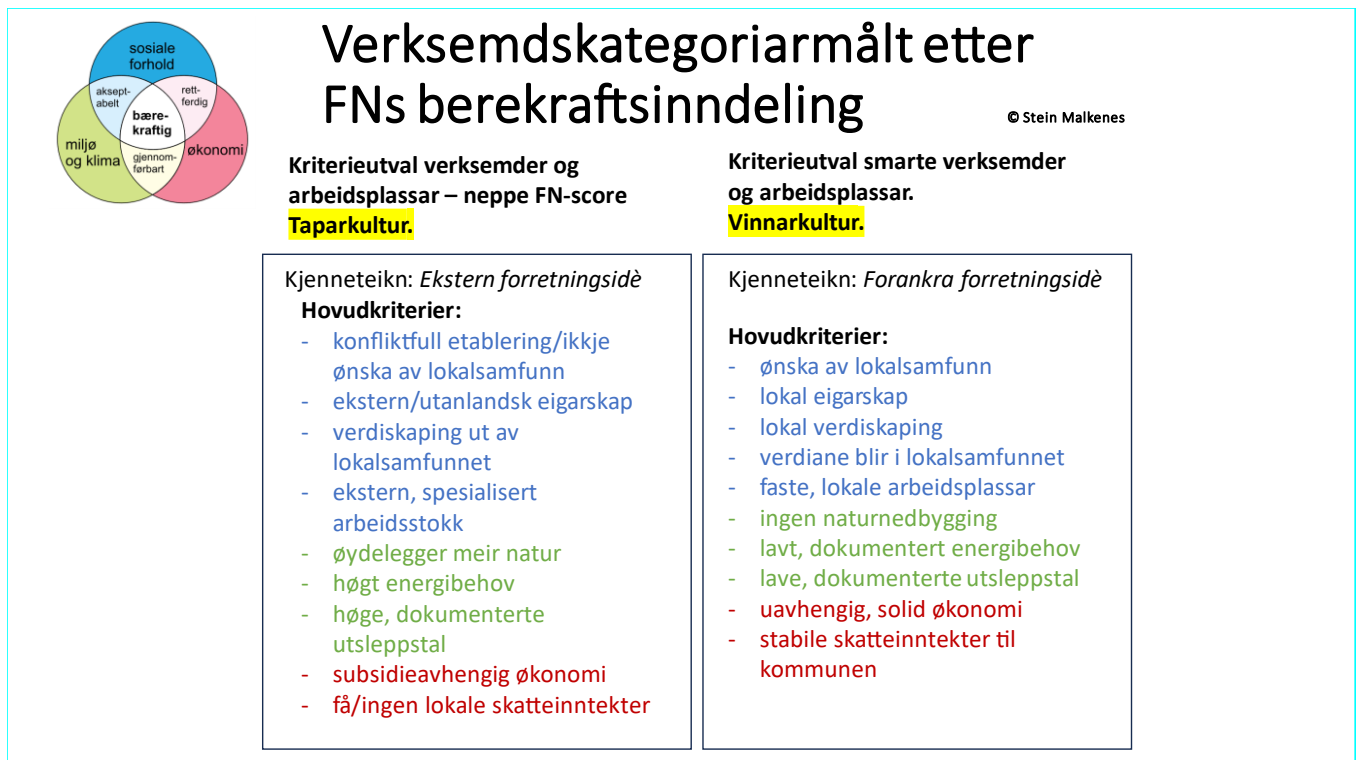 sosiale
forhold
aksept-
abelt
rett-
ferdig
bære-
kraftig
miljø
og klima
gjennom-
førbart
økonomi
Verksemdskategoriarmålt etter
FNs berekraftsinndeling
© Stein Malkenes
Kriterieutval verksemder og
arbeidsplassar – neppe FN-score
Taparkultur.
Kjenneteikn: Ekstern forretningsidè
Hovudkriterier:
- konfliktfull etablering/ikkje
ønska av lokalsamfunn
- ekstern/utanlandsk eigarskap
- verdiskaping ut av
lokalsamfunnet
- ekstern, spesialisert
arbeidsstokk
- øydelegger meir natur
- høgt energibehov
- høge, dokumenterte
utsleppstal
- subsidieavhengig økonomi
- få/ingen lokale skatteinntekter
Kriterieutval smarte verksemder
og arbeidsplassar.
Vinnarkultur.
Kjenneteikn: Forankra forretningsidè
Hovudkriterier:
- ønska av lokalsamfunn
- lokal eigarskap
- lokal verdiskaping
- verdiane blir i lokalsamfunnet
- faste, lokale arbeidsplassar
- ingen naturnedbygging
- lavt, dokumentert energibehov
- lave, dokumenterte utsleppstal
- uavhengig, solid økonomi
- stabile skatteinntekter til
kommunen